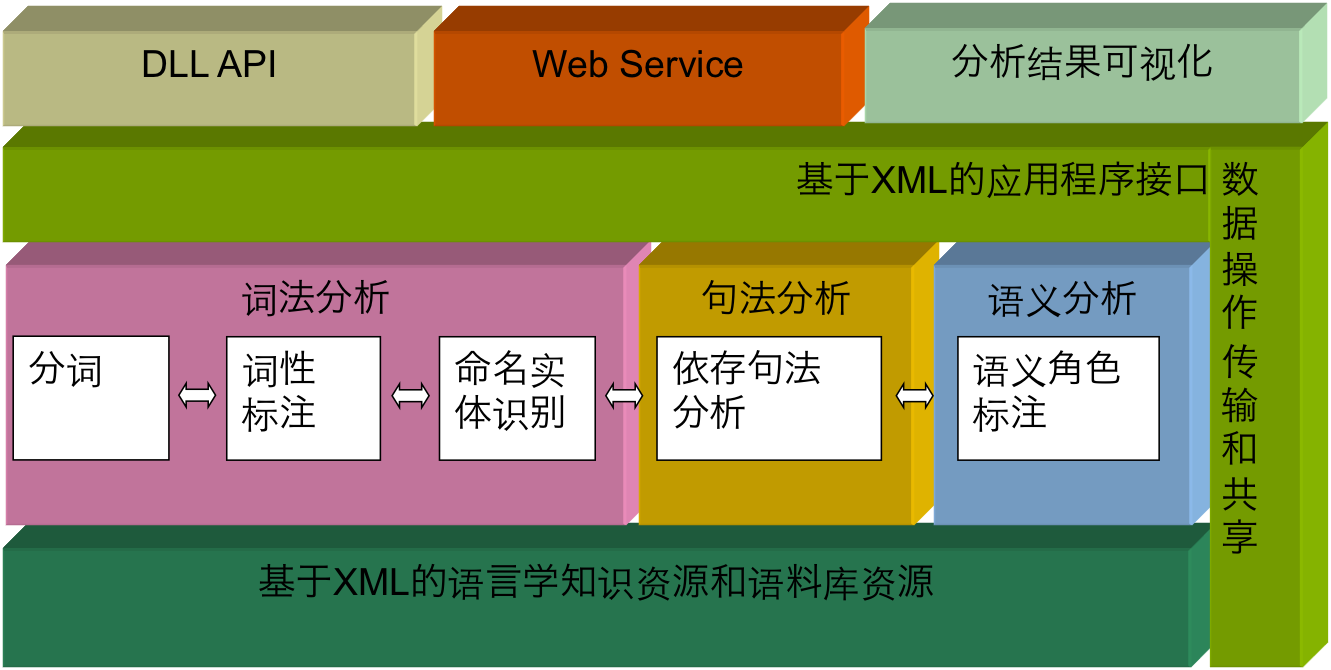 DLL API
Web Service
分析结果可视化
基于XML的应用程序接口
数据操作 传输和共享
词法分析
句法分析
语义分析
分词
词性
标注
命名实
体识别
依存句法
分析
语义角色
标注
基于XML的语言学知识资源和语料库资源